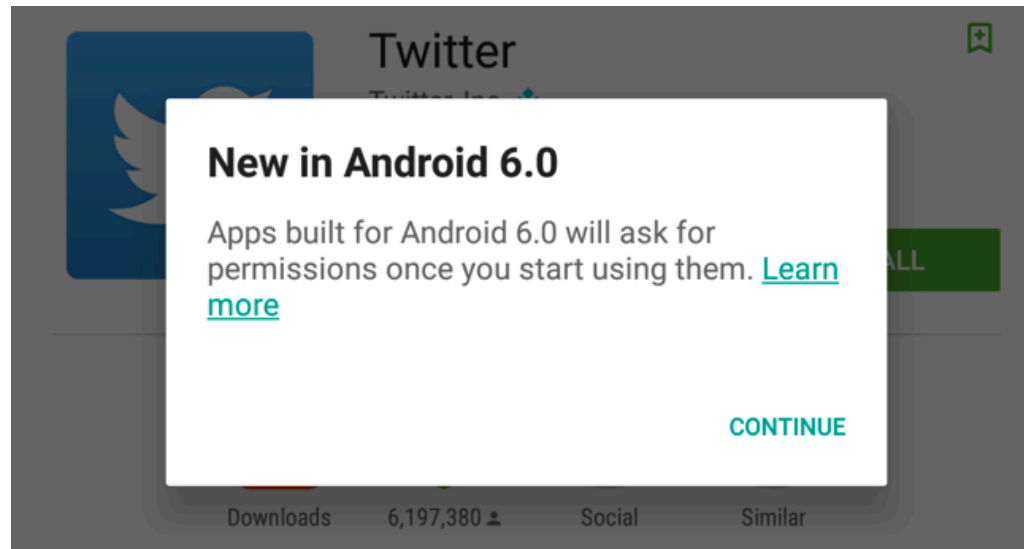 Twitter
New in Android 6.0
Apps built for Android 6.0 will ask for
permissions once you start using them. Learn
more
CONTINUE
Downloads 6,197,380 Social Similar